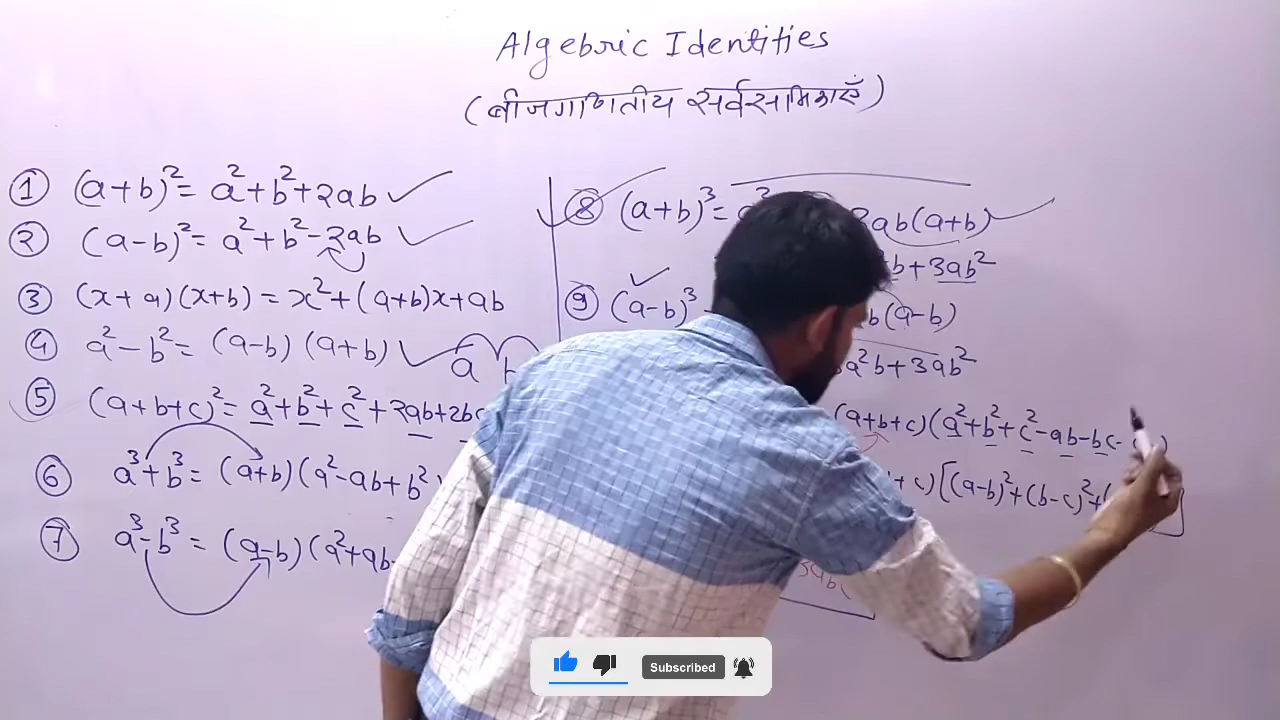 Algebric Identities
(बीजगणितीय सर्वसमिकाएँ)
① (a+b)² = a²+b²+2ab
② (a-b)² = a²+b²-2ab
③ (x+a)(x+b) = x²+(a+b)x+ab
④ a²-b² = (a-b)(a+b)
a b
⑤ (a+b+c)² = a²+b²+c²+2ab+2bc
⑥ a³+b³ = (a+b)(a²-ab+b²
⑦ a³-b³ = (a-b)(a²+ab
⑧ (a+b)³ = ab(a+b)
b+3ab²
⑨ (a-b)³ b(a-b)
a²b+3ab²
(a+b+c)(a²+b²+c²-ab-bc-
+c)[(a-b)²+(b-c)²+(
3abc
Subscribed